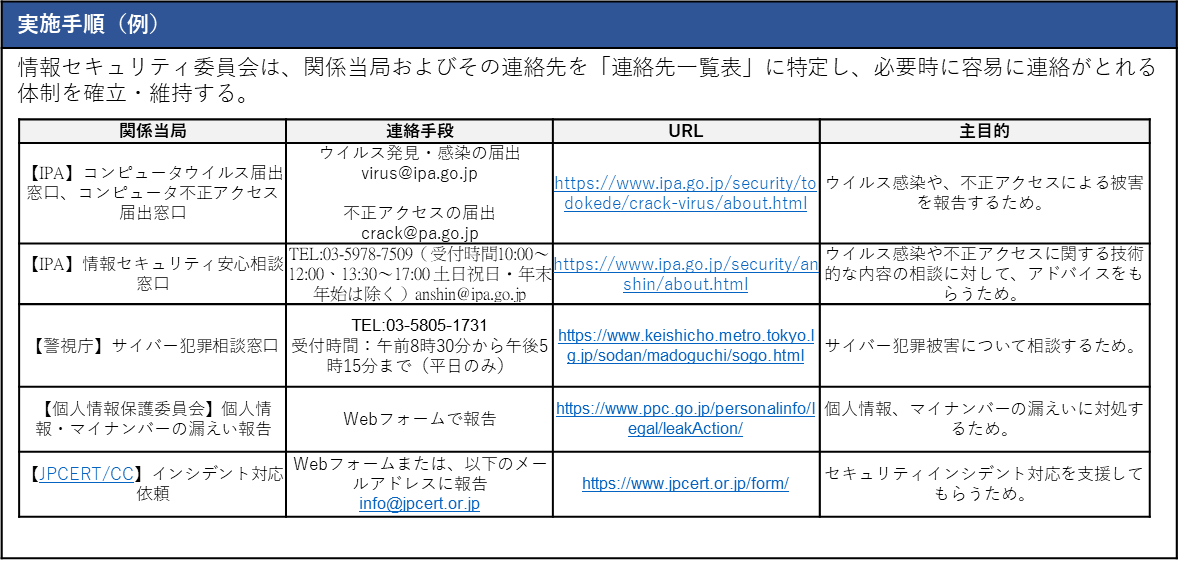 実施手順（例）
情報セキュリティ委員会は、関係当局およびその連絡先を「連絡先一覧表」に特定し、必要時に容易に連絡がとれる
体制を確立・維持する。
関係当局
連絡手段
URL
主目的
【IPA】コンピュータウイルス届出
窓口、コンピュータ不正アクセス
届出窓口
ウイルス発見・感染の届出
virus@ipa.go.jp
不正アクセスの届出
crack@pa.go.jp
https://www.ipa.go.jp/security/to
dokede/crack-virus/about.html
ウイルス感染や、不正アクセスによる被害
を報告するため。
【IPA】情報セキュリティ安心相談
窓口
TEL:03-5978-7509（受付時間10:00～
12:00、13:30～17:00 土日祝日・年末
年始は除く）anshin@ipa.go.jp
https://www.ipa.go.jp/security/an
shin/about.html
ウイルス感染や不正アクセスに関する技術
的な内容の相談に対して、アドバイスをも
らうため。
【警視庁】サイバー犯罪相談窓口
TEL:03-5805-1731
受付時間：午前8時30分から午後5
時15分まで（平日のみ）
https://www.keishicho.metro.tokyo.l
g.jp/sodan/madoguchi/sogo.html
サイバー犯罪被害について相談するため。
【個人情報保護委員会】個人情
報・マイナンバーの漏えい報告
Webフォームで報告
https://www.ppc.go.jp/personalinfo/l
egal/leakAction/
個人情報、マイナンバーの漏えいに対処す
るため。
【JPCERT/CC】インシデント対応
依頼
Webフォームまたは、以下のメー
ルアドレスに報告
info@jpcert.or.jp
https://www.jpcert.or.jp/form/
セキュリティインシデント対応を支援して
もらうため。